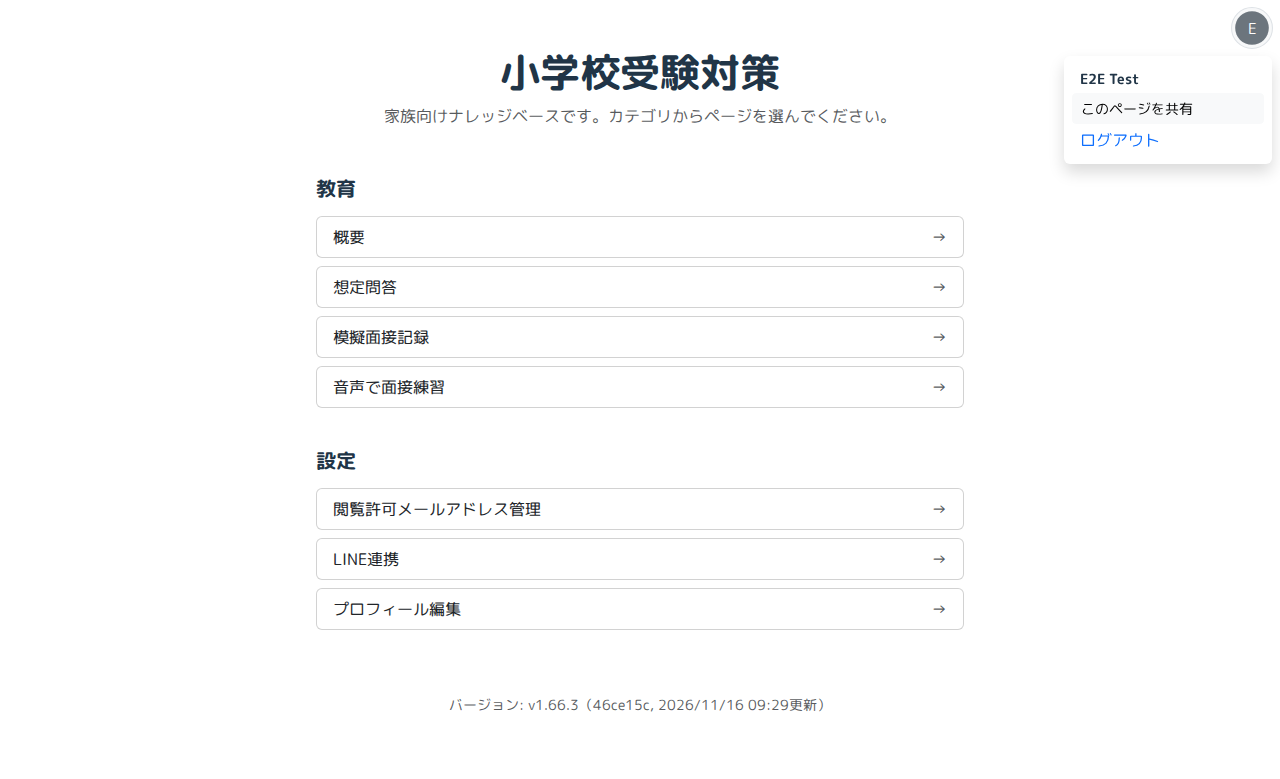 E
E2E Test
このページを共有
ログアウト
小学校受験対策
家族向けナレッジベースです。カテゴリからページを選んでください。
教育
概要 →
想定問答 →
模擬面接記録 →
音声で面接練習 →
設定
閲覧許可メールアドレス管理 →
LINE連携 →
プロフィール編集 →
バージョン: v1.66.3（46ce15c, 2026/11/16 09:29更新）